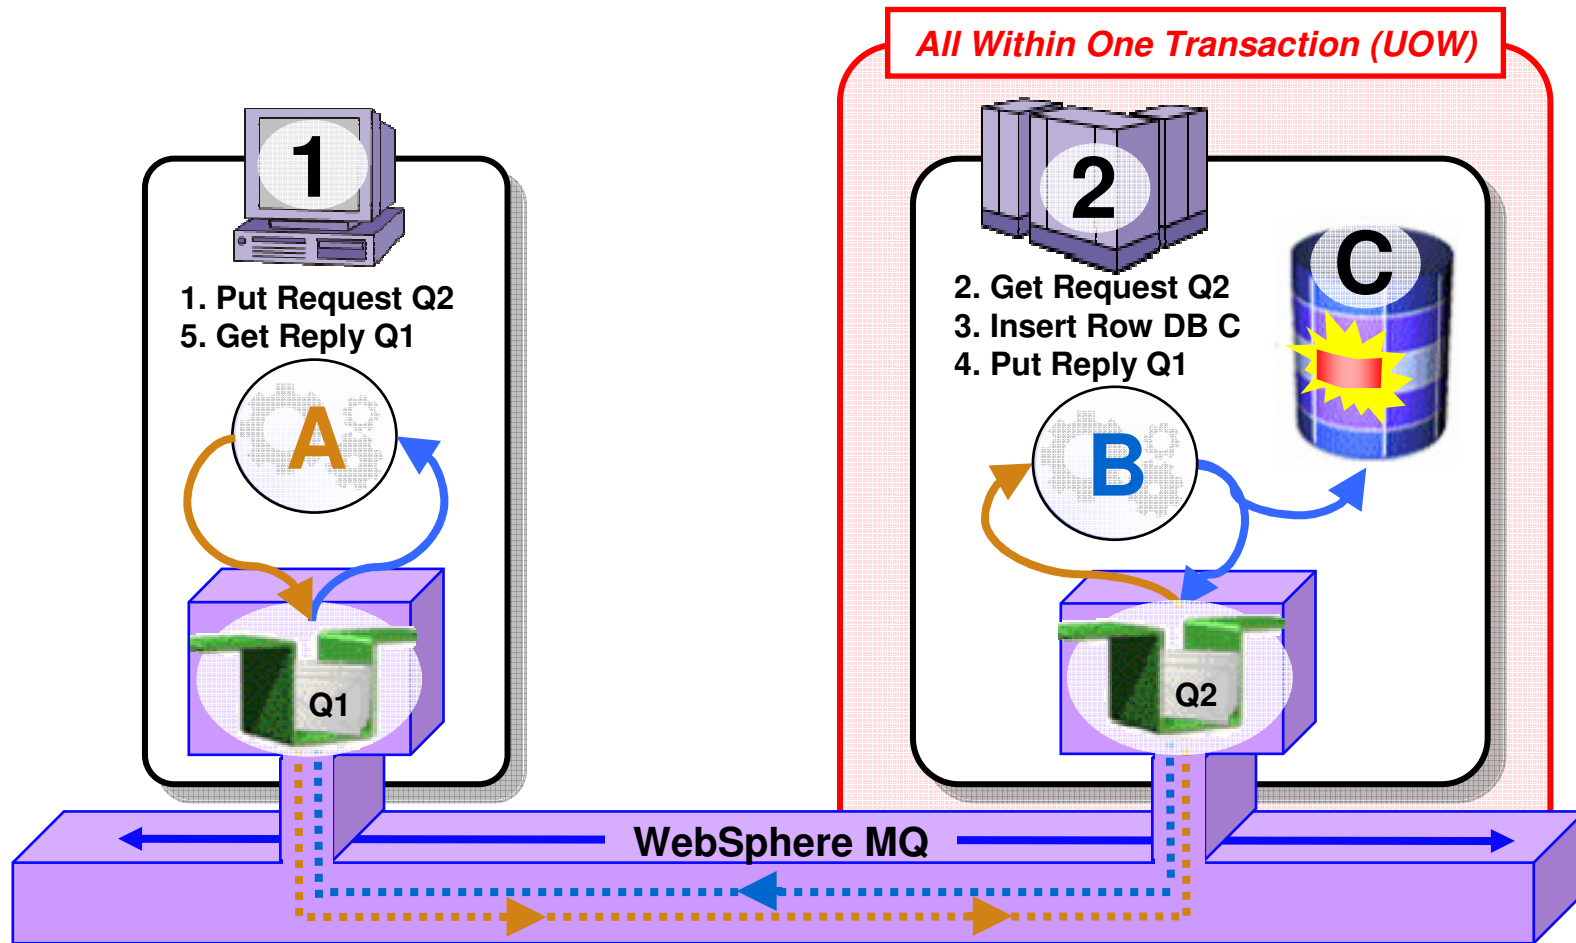 All Within One Transaction (UOW)
1
1. Put Request Q2
5. Get Reply Q1
A
Q1
2
2. Get Request Q2
3. Insert Row DB C
4. Put Reply Q1
C
B
Q2
WebSphere MQ